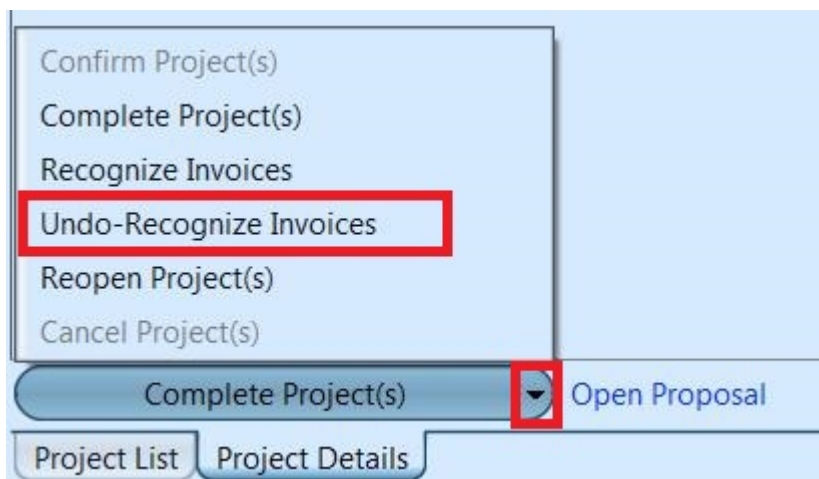 Confirm Project(s)
Complete Project(s)
Recognize Invoices
Undo-Recognize Invoices
Reopen Project(s)
Cancel Project(s)
Complete Project(s) Open Proposal
Project List Project Details